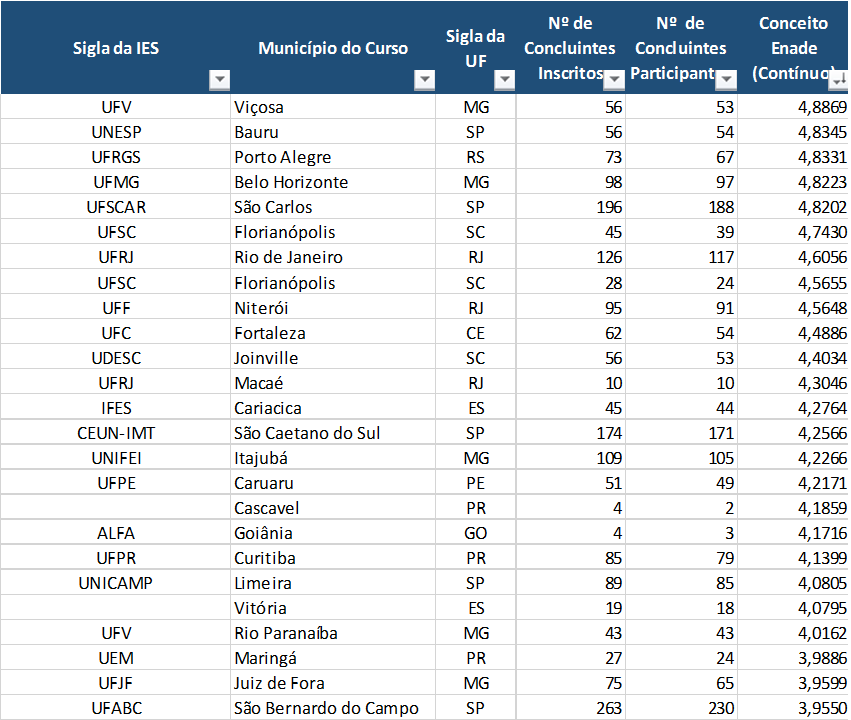 Sigla da IES Município do Curso Sigla da UF Nº de Concluintes Inscritos Nº de Concluintes Participant Conceito Enade (Contínuo)
UFV Viçosa MG 56 53 4,8869
UNESP Bauru SP 56 54 4,8345
UFRGS Porto Alegre RS 73 67 4,8331
UFMG Belo Horizonte MG 98 97 4,8223
UFSCAR São Carlos SP 196 188 4,8202
UFSC Florianópolis SC 45 39 4,7430
UFRJ Rio de Janeiro RJ 126 117 4,6056
UFSC Florianópolis SC 28 24 4,5655
UFF Niterói RJ 95 91 4,5648
UFC Fortaleza CE 62 54 4,4886
UDESC Joinville SC 56 53 4,4034
UFRJ Macaé RJ 10 10 4,3046
IFES Cariacica ES 45 44 4,2764
CEUN-IMT São Caetano do Sul SP 174 171 4,2566
UNIFEI Itajubá MG 109 105 4,2266
UFPE Caruaru PE 51 49 4,2171
Cascavel PR 4 2 4,1859
ALFA Goiânia GO 4 3 4,1716
UFPR Curitiba PR 85 79 4,1399
UNICAMP Limeira SP 89 85 4,0805
Vitória ES 19 18 4,0795
UFV Rio Paranaíba MG 43 43 4,0162
UEM Maringá PR 27 24 3,9886
UFJF Juiz de Fora MG 75 65 3,9599
UFABC São Bernardo do Campo SP 263 230 3,9550